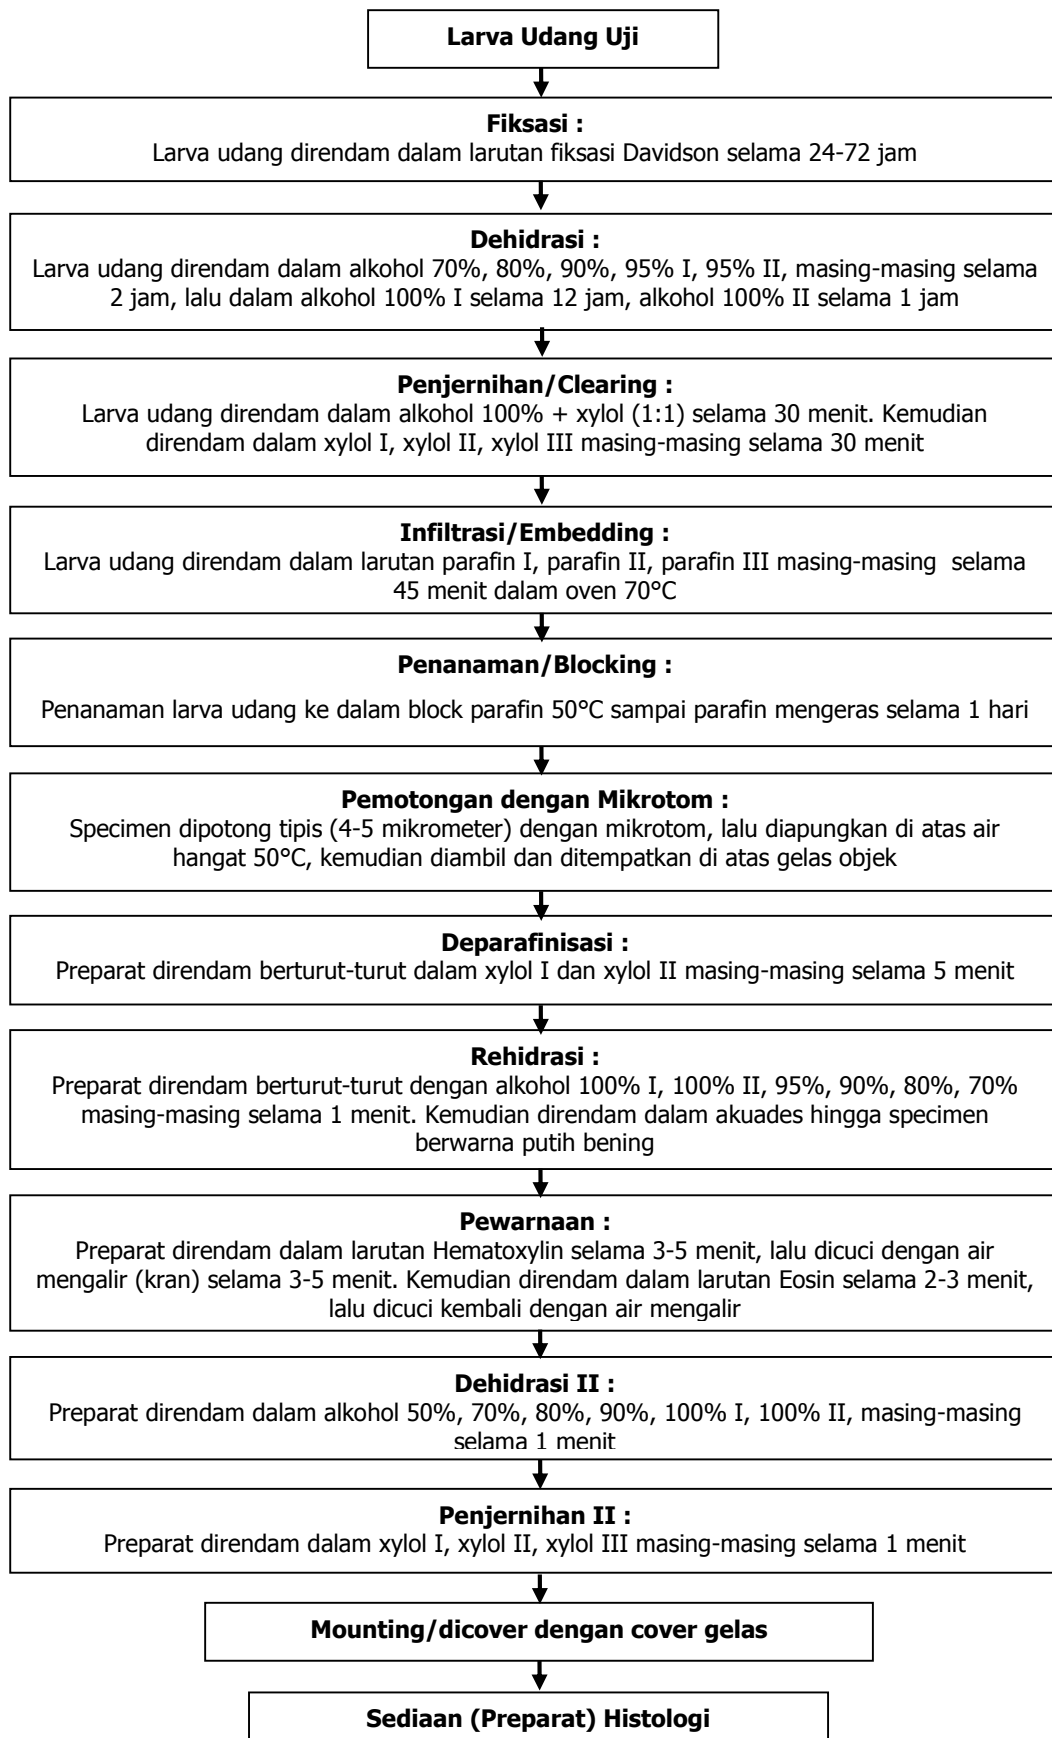 Larva Udang Uji
Fiksasi :
Larva udang direndam dalam larutan fiksasi Davidson selama 24-72 jam
Dehidrasi :
Larva udang direndam dalam alkohol 70%, 80%, 90%, 95% I, 95% II, masing-masing selama
2 jam, lalu dalam alkohol 100% I selama 12 jam, alkohol 100% II selama 1 jam
Penjernihan/Clearing :
Larva udang direndam dalam alkohol 100% + xylol (1:1) selama 30 menit. Kemudian
direndam dalam xylol I, xylol II, xylol III masing-masing selama 30 menit
Infiltrasi/Embedding :
Larva udang direndam dalam larutan parafin I, parafin II, parafin III masing-masing selama
45 menit dalam oven 70°C
Penanaman/Blocking :
Penanaman larva udang ke dalam block parafin 50°C sampai parafin mengeras selama 1 hari
Pemotongan dengan Mikrotom :
Specimen dipotong tipis (4-5 mikrometer) dengan mikrotom, lalu diapungkan di atas air
hangat 50°C, kemudian diambil dan ditempatkan di atas gelas objek
Deparafinisasi :
Preparat direndam berturut-turut dalam xylol I dan xylol II masing-masing selama 5 menit
Rehidrasi :
Preparat direndam berturut-turut dengan alkohol 100% I, 100% II, 95%, 90%, 80%, 70%
masing-masing selama 1 menit. Kemudian direndam dalam akuades hingga specimen
berwarna putih bening
Pewarnaan :
Preparat direndam dalam larutan Hematoxylin selama 3-5 menit, lalu dicuci dengan air
mengalir (kran) selama 3-5 menit. Kemudian direndam dalam larutan Eosin selama 2-3 menit,
lalu dicuci kembali dengan air mengalir
Dehidrasi II :
Preparat direndam dalam alkohol 50%, 70%, 80%, 90%, 100% I, 100% II, masing-masing
selama 1 menit
Penjernihan II :
Preparat direndam dalam xylol I, xylol II, xylol III masing-masing selama 1 menit
Mounting/dicover dengan cover gelas
Sediaan (Preparat) Histologi